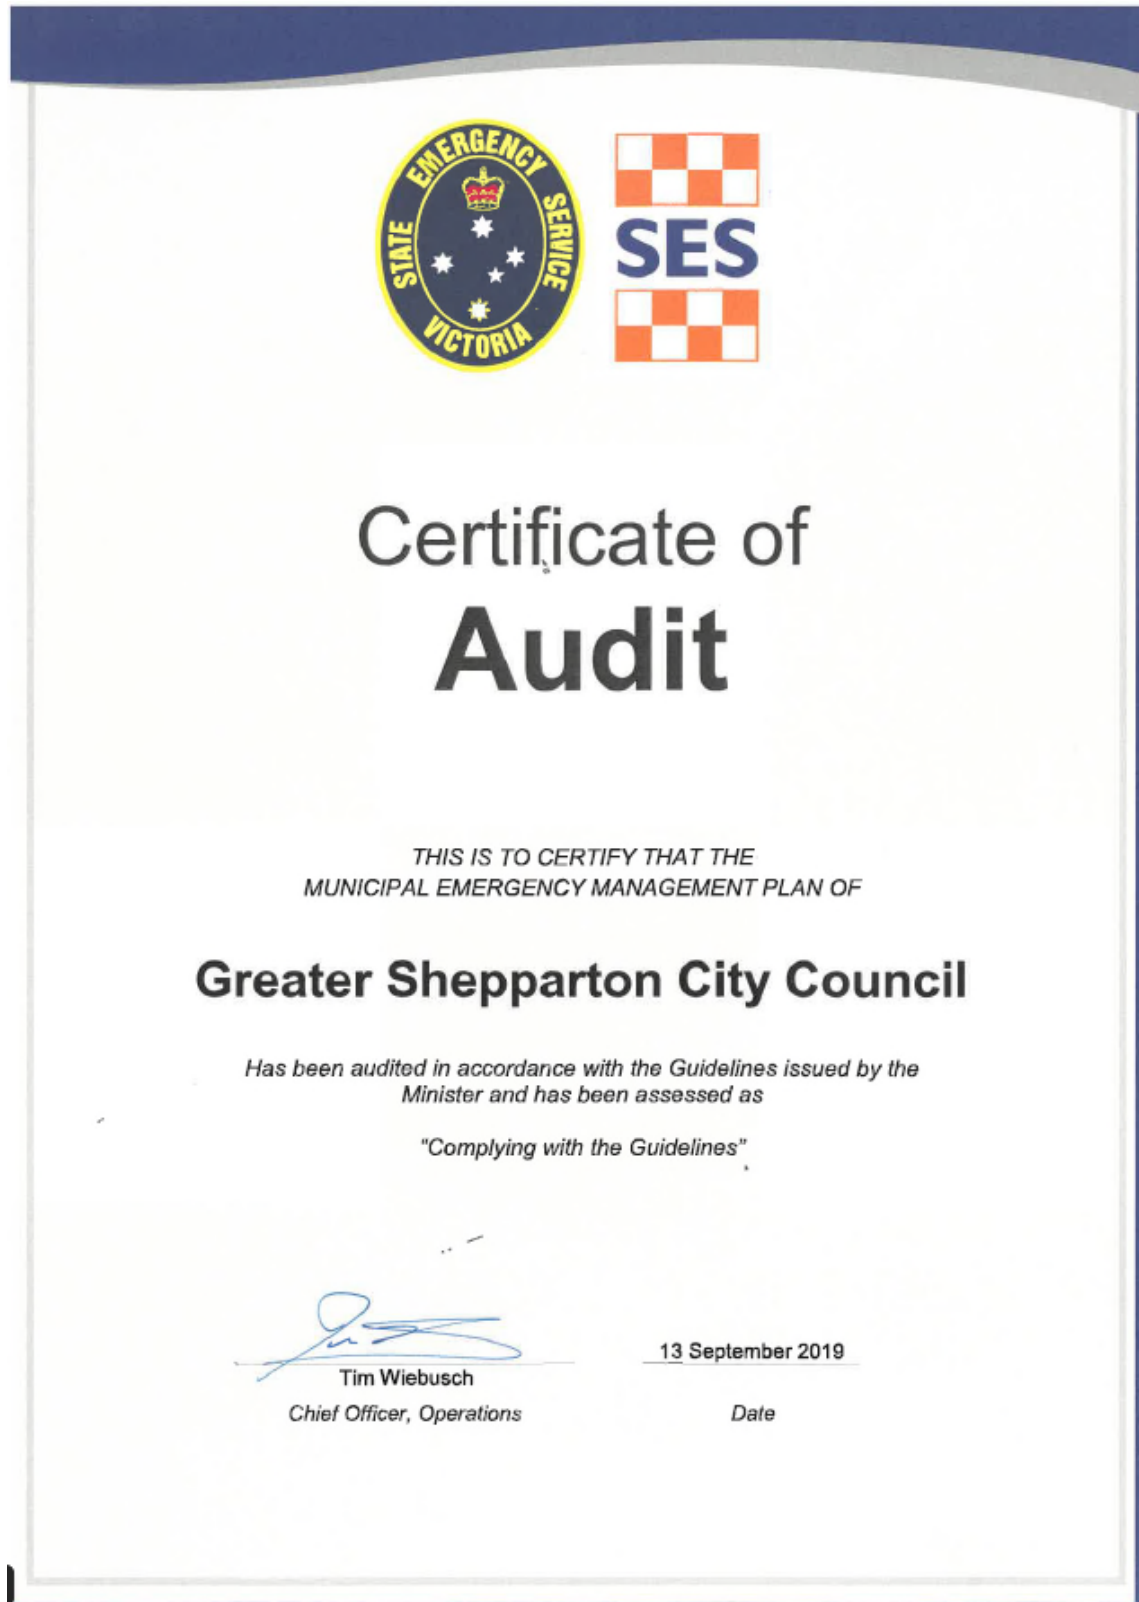 STATE EMERGENCY SERVICE
VICTORIA
SES
Certificate of
Audit
THIS IS TO CERTIFY THAT THE
MUNICIPAL EMERGENCY MANAGEMENT PLAN OF
Greater Shepparton City Council
Has been audited in accordance with the Guidelines issued by the
Minister and has been assessed as
"Complying with the Guidelines"
13 September 2019
Tim Wiebusch
Chief Officer, Operations Date